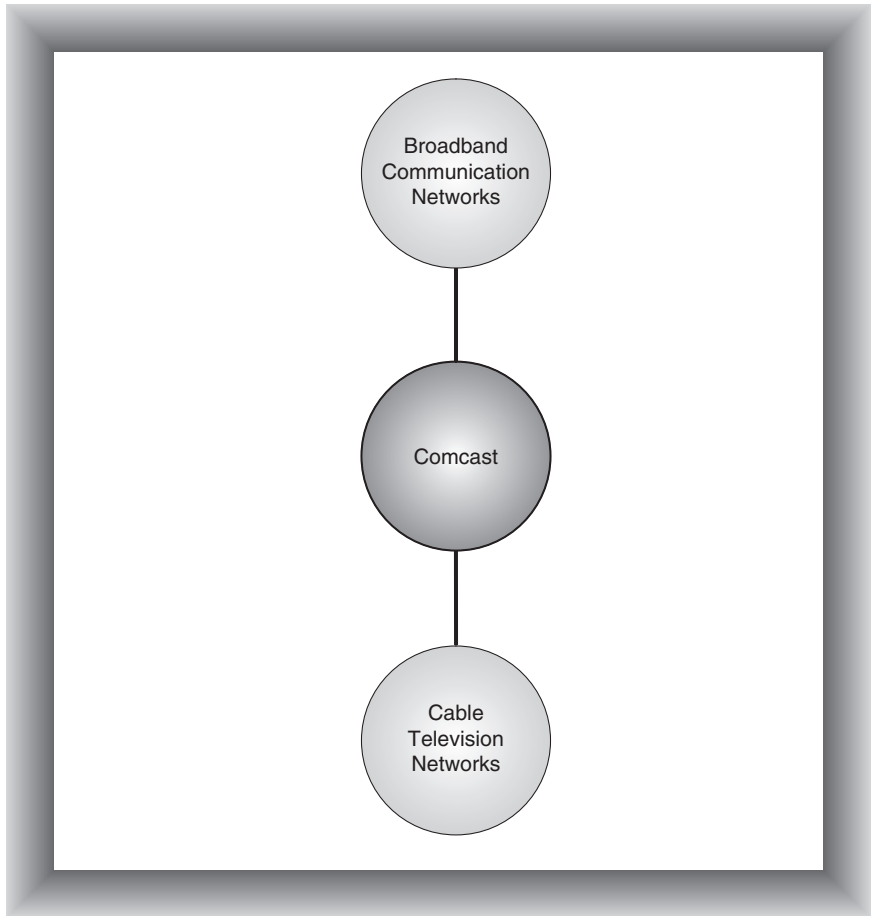 Broadband
Communication
Networks
Comcast
Cable
Television
Networks